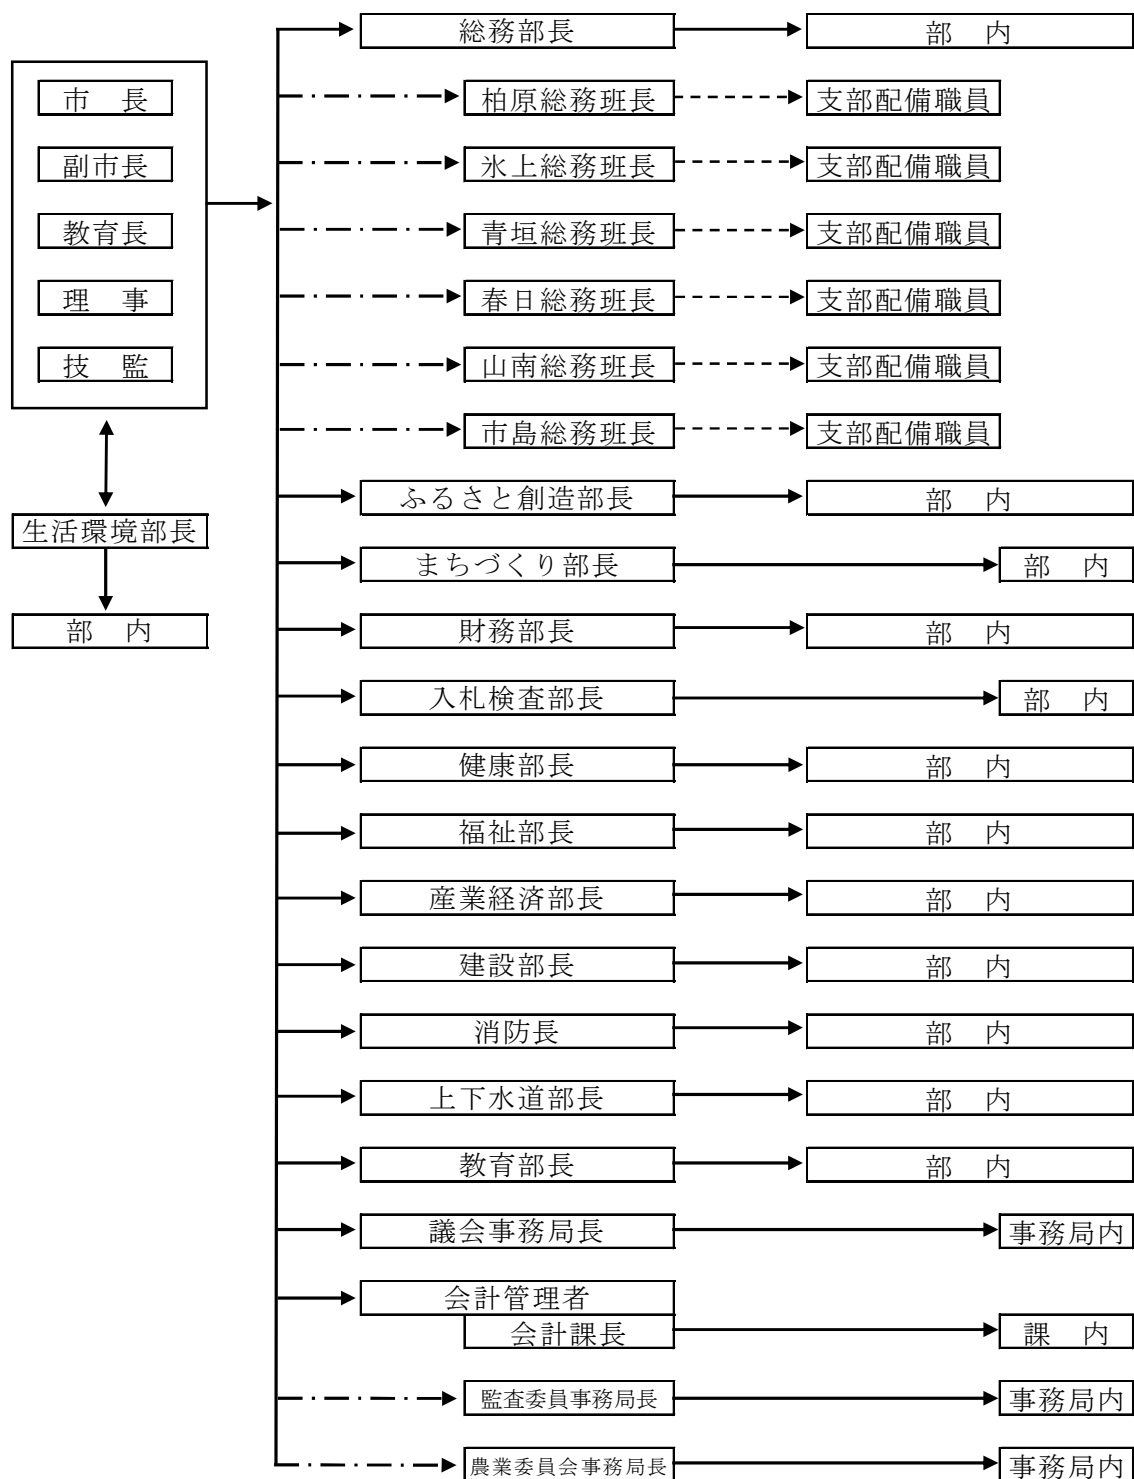 総務部長 部 内
市 長
柏原総務班長 支部配備職員
副市長
氷上総務班長 支部配備職員
教育長
青垣総務班長 支部配備職員
理 事
春日総務班長 支部配備職員
技 監
山南総務班長 支部配備職員
市島総務班長 支部配備職員
ふるさと創造部長 部 内
生活環境部長
まちづくり部長 部 内
部 内
財務部長 部 内
入札検査部長 部 内
健康部長 部 内
福祉部長 部 内
産業経済部長 部 内
建設部長 部 内
消防長 部 内
上下水道部長 部 内
教育部長 部 内
議会事務局長 事務局内
会計管理者
会計課長 課 内
監査委員事務局長 事務局内
農業委員会事務局長 事務局内